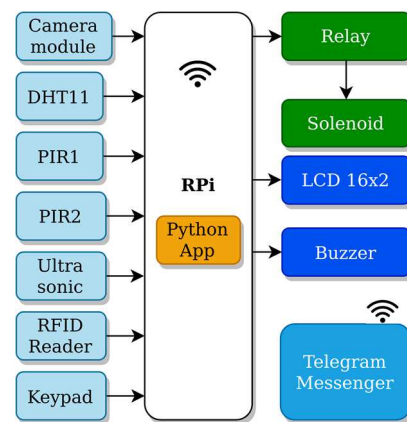 Camera
module
DHT11
PIR1
PIR2
Ultra
sonic
RFID
Reader
Keypad
RPi
Python
App
Relay
Solenoid
LCD 16x2
Buzzer
Telegram
Messenger